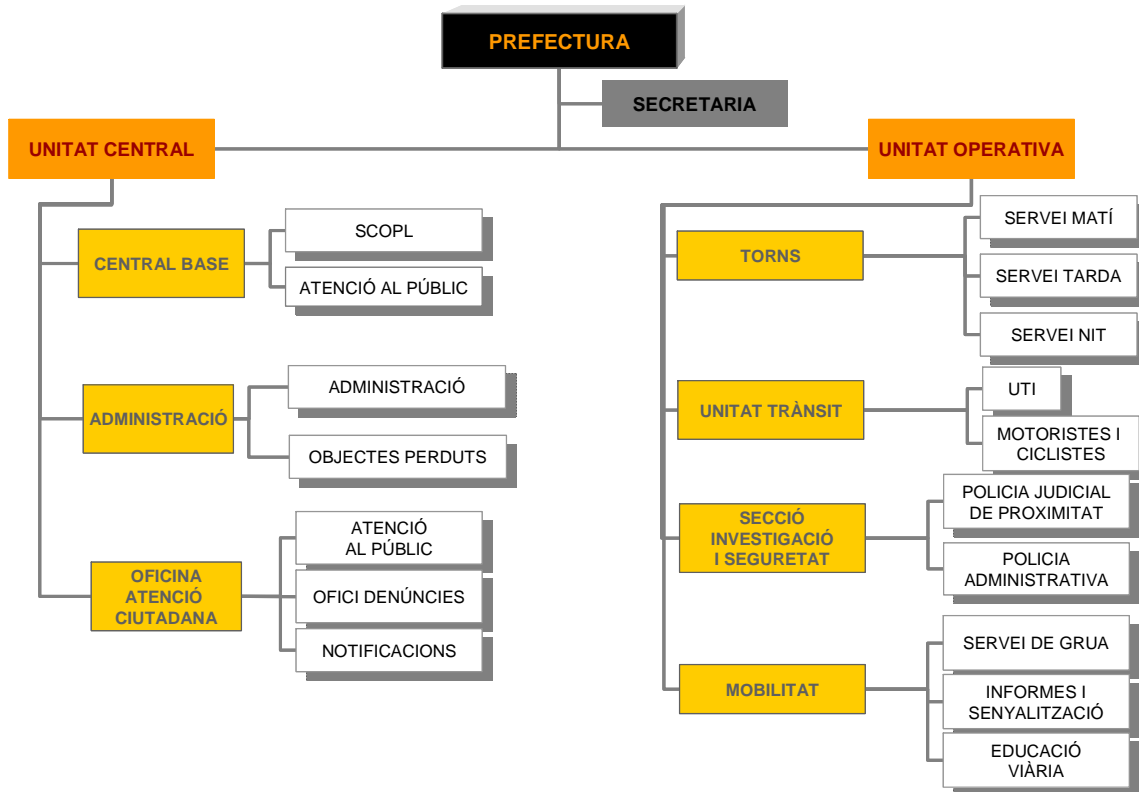 PREFECTURA
SECRETARIA
UNITAT CENTRAL
UNITAT OPERATIVA
CENTRAL BASE
SCOPL
ATENCIÓ AL PÚBLIC
ADMINISTRACIÓ
ADMINISTRACIÓ
OBJECTES PERDUTS
OFICINA
ATENCIÓ
CIUTADANA
ATENCIÓ
AL PÚBLIC
OFICI DENÚNCIES
NOTIFICACIONS
TORNS
SERVEI MATÍ
SERVEI TARDA
SERVEI NIT
UNITAT TRÀNSIT
UTI
MOTORISTES I
CICLISTES
SECCIÓ
INVESTIGACIÓ
I SEGURETAT
POLICIA JUDICIAL
DE PROXIMITAT
POLICIA
ADMINISTRATIVA
MOBILITAT
SERVEI DE GRUA
INFORMES I
SENYALITZACIÓ
EDUCACIÓ
VIÀRIA